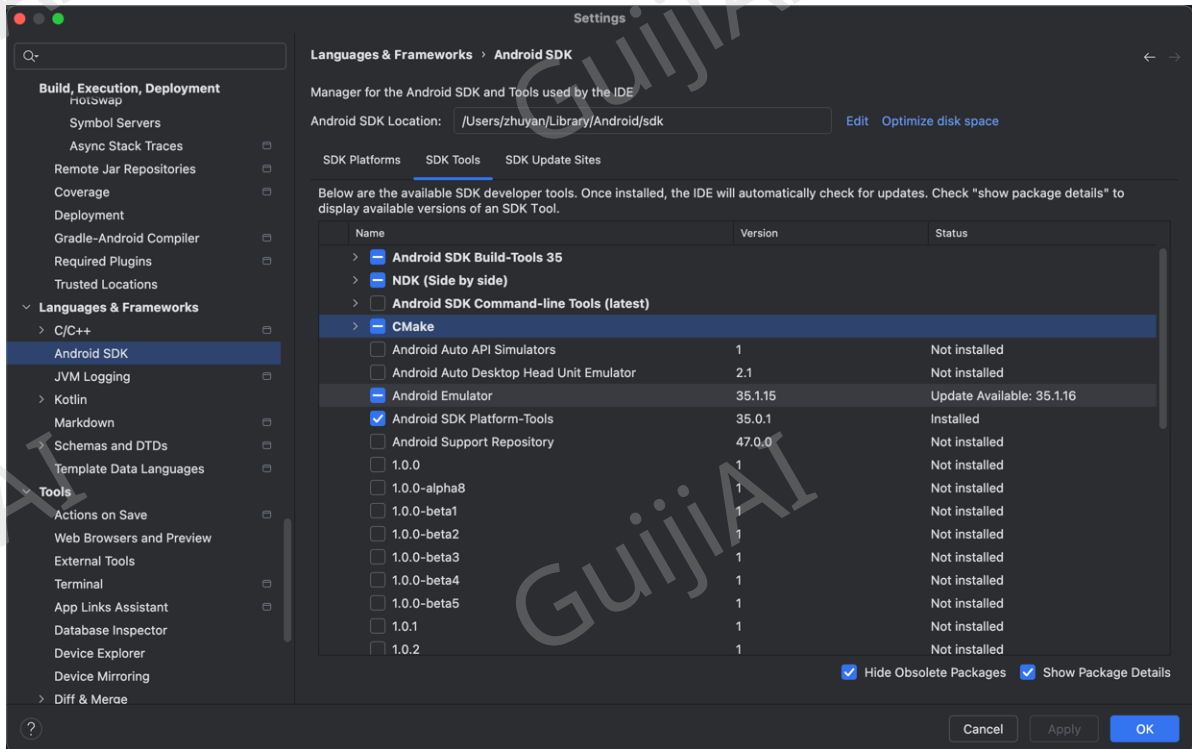 Settings
Build, Execution, Deployment
HotSwap
Symbol Servers
Async Stack Traces
Remote Jar Repositories
Coverage
Deployment
Gradle-Android Compiler
Required Plugins
Trusted Locations
Languages & Frameworks
C/C++
Android SDK
JVM Logging
Kotlin
Markdown
Schemas and DTDs
Template Data Languages
Tools
Actions on Save
Web Browsers and Preview
External Tools
Terminal
App Links Assistant
Database Inspector
Device Explorer
Device Mirroring
Diff & Merge
Languages & Frameworks › Android SDK
Manager for the Android SDK and Tools used by the IDE
Android SDK Location: /Users/zhuyan/Library/Android/sdk Edit Optimize disk space
SDK Platforms SDK Tools SDK Update Sites
Below are the available SDK developer tools. Once installed, the IDE will automatically check for updates. Check "show package details" to
display available versions of an SDK Tool.
Name Version Status
Android SDK Build-Tools 35
NDK (Side by side)
Android SDK Command-line Tools (latest)
CMake
Android Auto API Simulators 1 Not installed
Android Auto Desktop Head Unit Emulator 2.1 Not installed
Android Emulator 35.1.15 Update Available: 35.1.16
Android SDK Platform-Tools 35.0.1 Installed
Android Support Repository 47.0.0 Not installed
1.0.0 1 Not installed
1.0.0-alpha8 1 Not installed
1.0.0-beta1 1 Not installed
1.0.0-beta2 1 Not installed
1.0.0-beta3 1 Not installed
1.0.0-beta4 1 Not installed
1.0.0-beta5 1 Not installed
1.0.1 1 Not installed
1.0.2 1 Not installed
Hide Obsolete Packages Show Package Details
? Cancel Apply OK
GuijiAI
GuijiAI